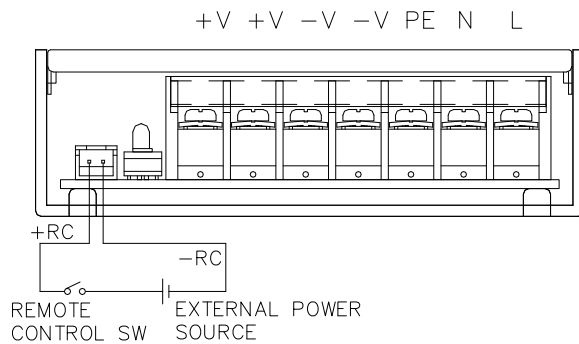 +V +V −V −V PE N L
+RC
−RC
REMOTE
CONTROL SW
EXTERNAL POWER
SOURCE